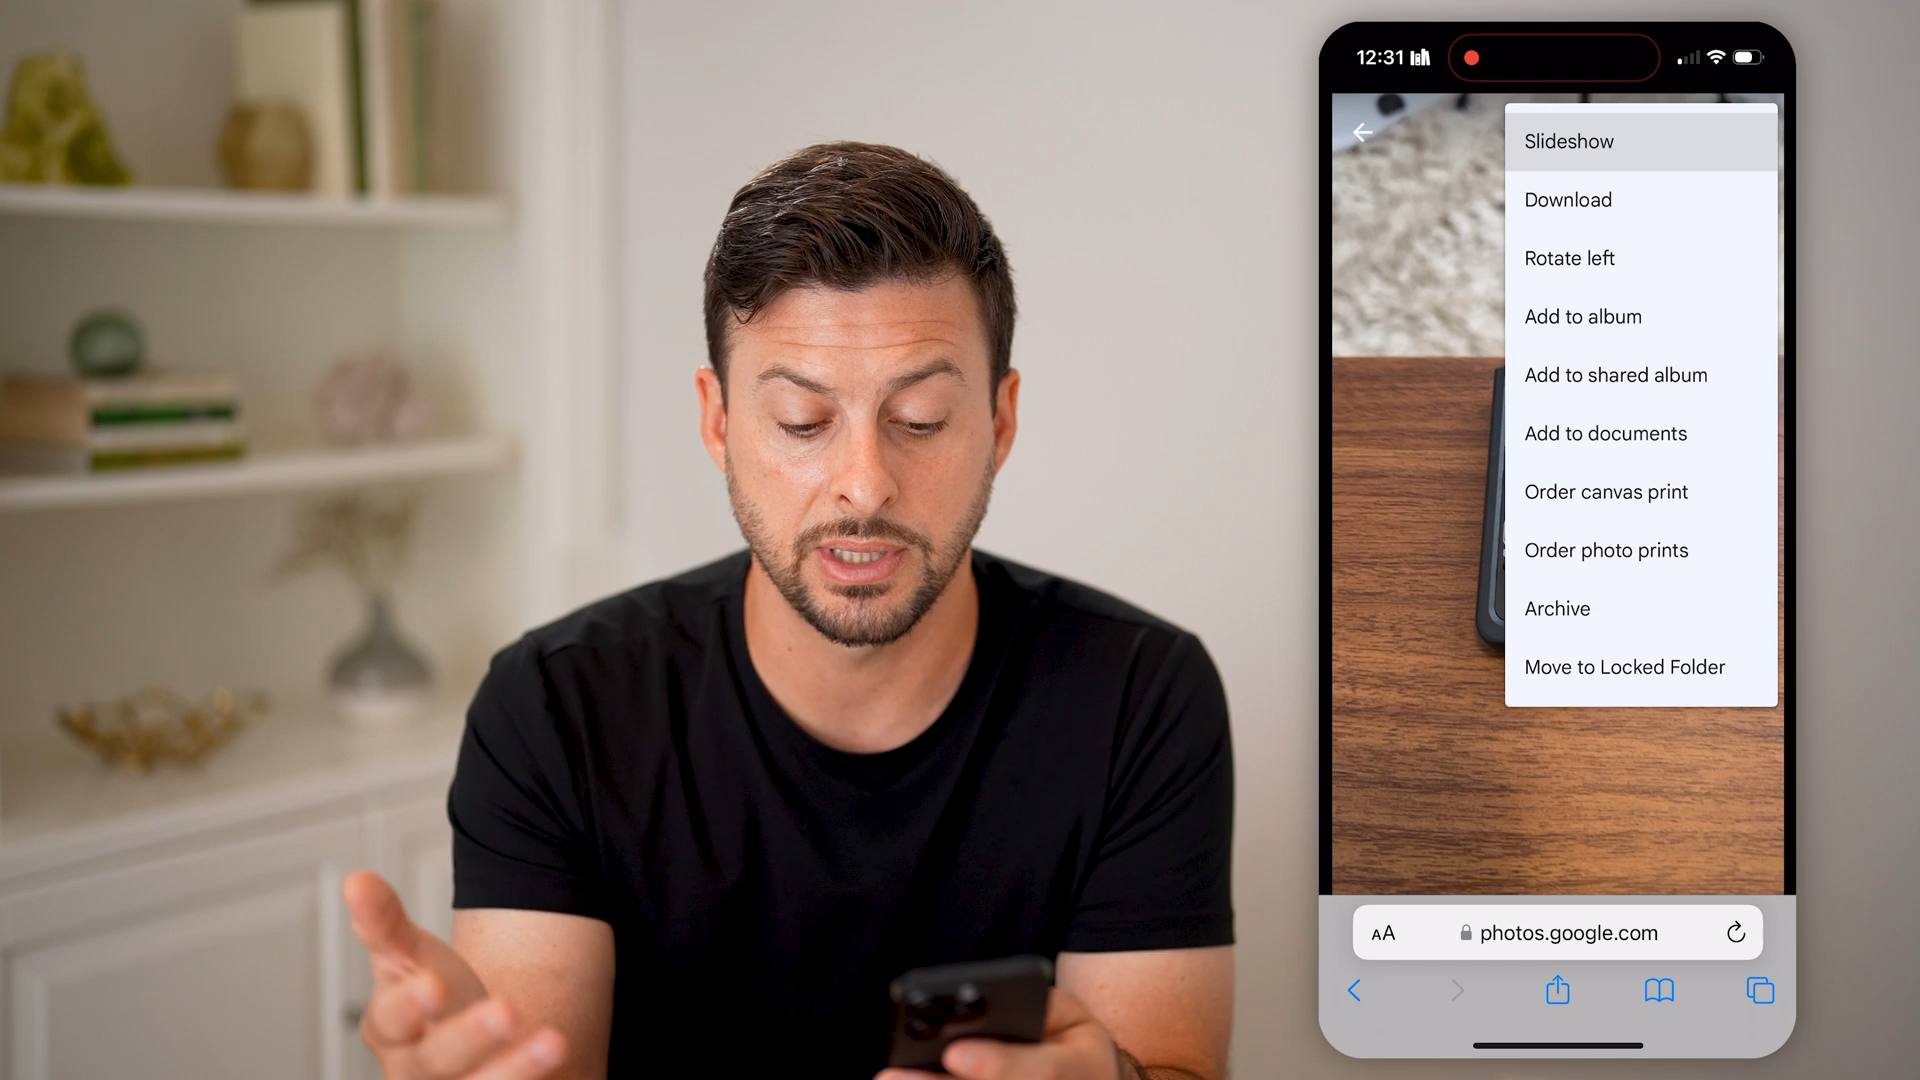 12:31
Slideshow
Download
Rotate left
Add to album
Add to shared album
Add to documents
Order canvas print
Order photo prints
Archive
Move to Locked Folder
AA photos.google.com